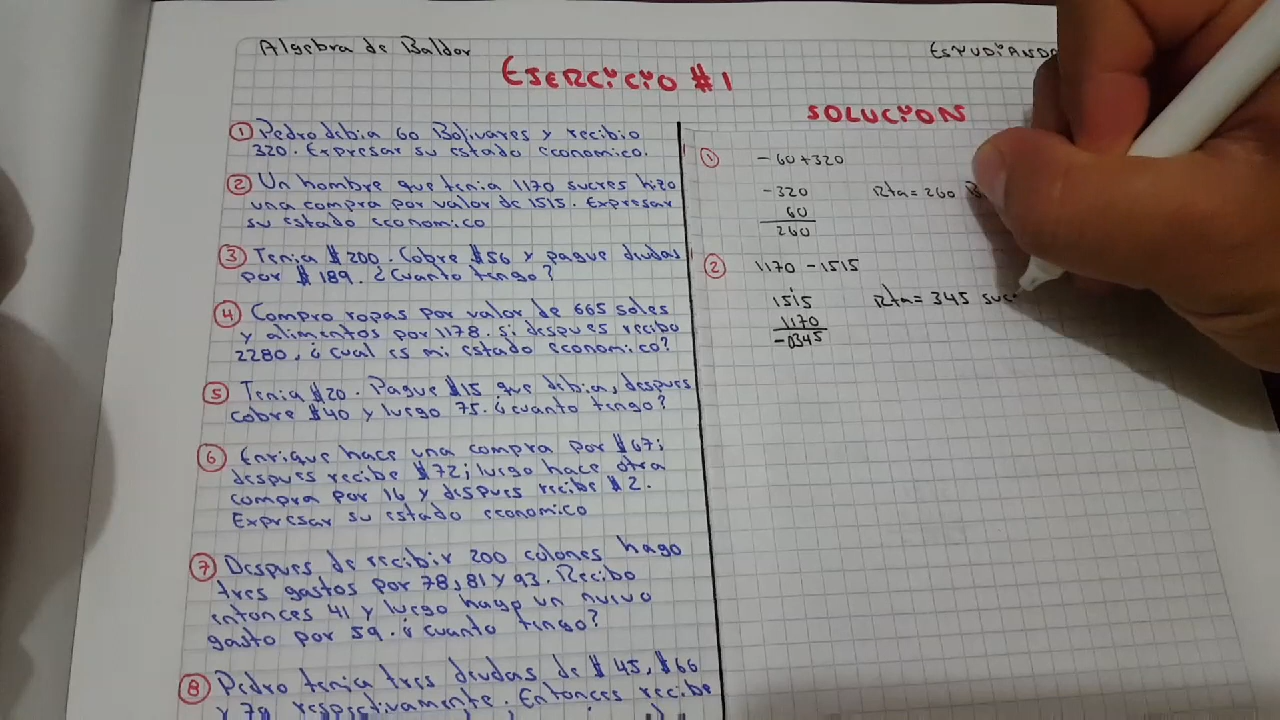 Algebra de Baldor
ESTUDIANDO
EJERCICIO #1
SOLUCION
① Pedro debia 60 Bolivares y recibio
320. Expresar su estado economico.
② Un hombre que tenia 1170 sucres hizo
una compra por valor de 1515. Expresar
su estado economico
③ Tenia $200. Cobre $56 y pague deudas
por $189. ¿Cuanto tengo?
④ Compro ropas por valor de 665 soles
y alimentos por 1178. Si despues recibo
2280, ¿cual es mi estado economico?
⑤ Tenia $20. Pague $15 que debia, despues
cobre $40 y luego 75. ¿cuanto tengo?
⑥ Enrique hace una compra por $67;
despues recibe $72; luego hace otra
compra por 16 y despues recibe $2.
Expresar su estado economico
⑦ Despues de recibir 200 colones hago
tres gastos por 78, 81 y 93. Recibo
entonces 41 y luego hago un nuevo
gasto por 59. ¿cuanto tengo?
⑧ Pedro tenia tres deudas de $45, $66
y 79 respectivamente. Entonces recibe
① -60+320
-320
60
260
Rta= 260
② 1170 -1515
1515
1170
-0345
Rta= 345 suc